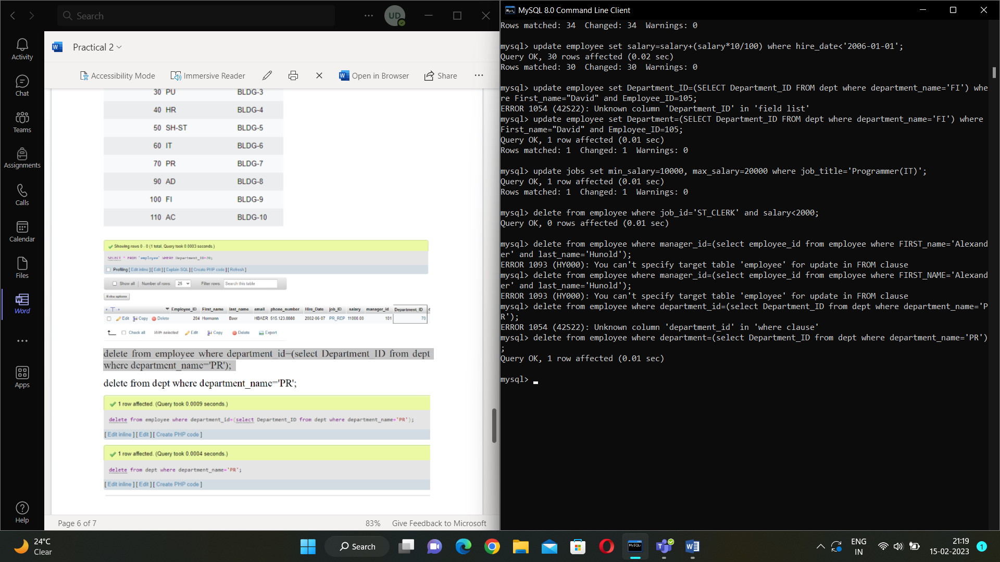 Search
UD
Activity
Chat
Teams
Assignments
Calls
Calendar
Files
Word
Apps
Help
Practical 2
Accessibility Mode
Immersive Reader
Open in Browser
Share
30 PU BLDG-3
40 HR BLDG-4
50 SH-ST BLDG-5
60 IT BLDG-6
70 PR BLDG-7
90 AD BLDG-8
100 FI BLDG-9
110 AC BLDG-10
Showing rows 0 - 0 (1 total, Query took 0.0003 seconds.)
SELECT * FROM `employee` WHERE Department_ID=70;
Profiling [ Edit inline ] [ Edit ] [ Explain SQL ] [ Create PHP code ] [ Refresh ]
Show all | Number of rows: 25 Filter rows: Search this table
Extra options
Employee_ID First_name last_name email phone_number Hire_Date job_ID salary manager_id Department_ID
Edit Copy Delete 204 Hermann Baer HBAER 515.123.8888 2002-06-07 PR_REP 11000.00 101 70
Check all With selected: Edit Copy Delete Export
delete from employee where department_id=(select Department_ID from dept
where department_name='PR');
delete from dept where department_name='PR';
1 row affected. (Query took 0.0009 seconds.)
delete from employee where department_id=(select Department_ID from dept where department_name='PR');
[ Edit inline ] [ Edit ] [ Create PHP code ]
1 row affected. (Query took 0.0004 seconds.)
delete from dept where department_name='PR';
[ Edit inline ] [ Edit ] [ Create PHP code ]
Page 6 of 7
83%
Give Feedback to Microsoft
MySQL 8.0 Command Line Client
Rows matched: 34  Changed: 34  Warnings: 0
mysql> update employee set salary=salary+(salary*10/100) where hire_date<'2006-01-01';
Query OK, 30 rows affected (0.02 sec)
Rows matched: 30  Changed: 30  Warnings: 0
mysql> update employee set Department_ID=(SELECT Department_ID FROM dept where department_name='FI') whe
re First_name="David" and Employee_ID=105;
ERROR 1054 (42S22): Unknown column 'Department_ID' in 'field list'
mysql> update employee set Department=(SELECT Department_ID FROM dept where department_name='FI') where
First_name="David" and Employee_ID=105;
Query OK, 1 row affected (0.01 sec)
Rows matched: 1  Changed: 1  Warnings: 0
mysql> update jobs set min_salary=10000, max_salary=20000 where job_title='Programmer(IT)';
Query OK, 1 row affected (0.01 sec)
Rows matched: 1  Changed: 1  Warnings: 0
mysql> delete from employee where job_id='ST_CLERK' and salary<2000;
Query OK, 0 rows affected (0.01 sec)
mysql> delete from employee where manager_id=(select employee_id from employee where FIRST_name='Alexand
er' and last_name='Hunold');
ERROR 1093 (HY000): You can't specify target table 'employee' for update in FROM clause
mysql> delete from employee where manager_id=(select employee_id from employee where FIRST_NAME='Alexand
er' and last_name='Hunold');
ERROR 1093 (HY000): You can't specify target table 'employee' for update in FROM clause
mysql> delete from employee where department_id=(select Department_ID from dept where department_name='P
R');
ERROR 1054 (42S22): Unknown column 'department_id' in 'where clause'
mysql> delete from employee where department=(select Department_ID from dept where department_name='PR')
;
Query OK, 1 row affected (0.01 sec)
mysql>
24°C
Clear
Search
ENG
IN
21:19
15-02-2023
1